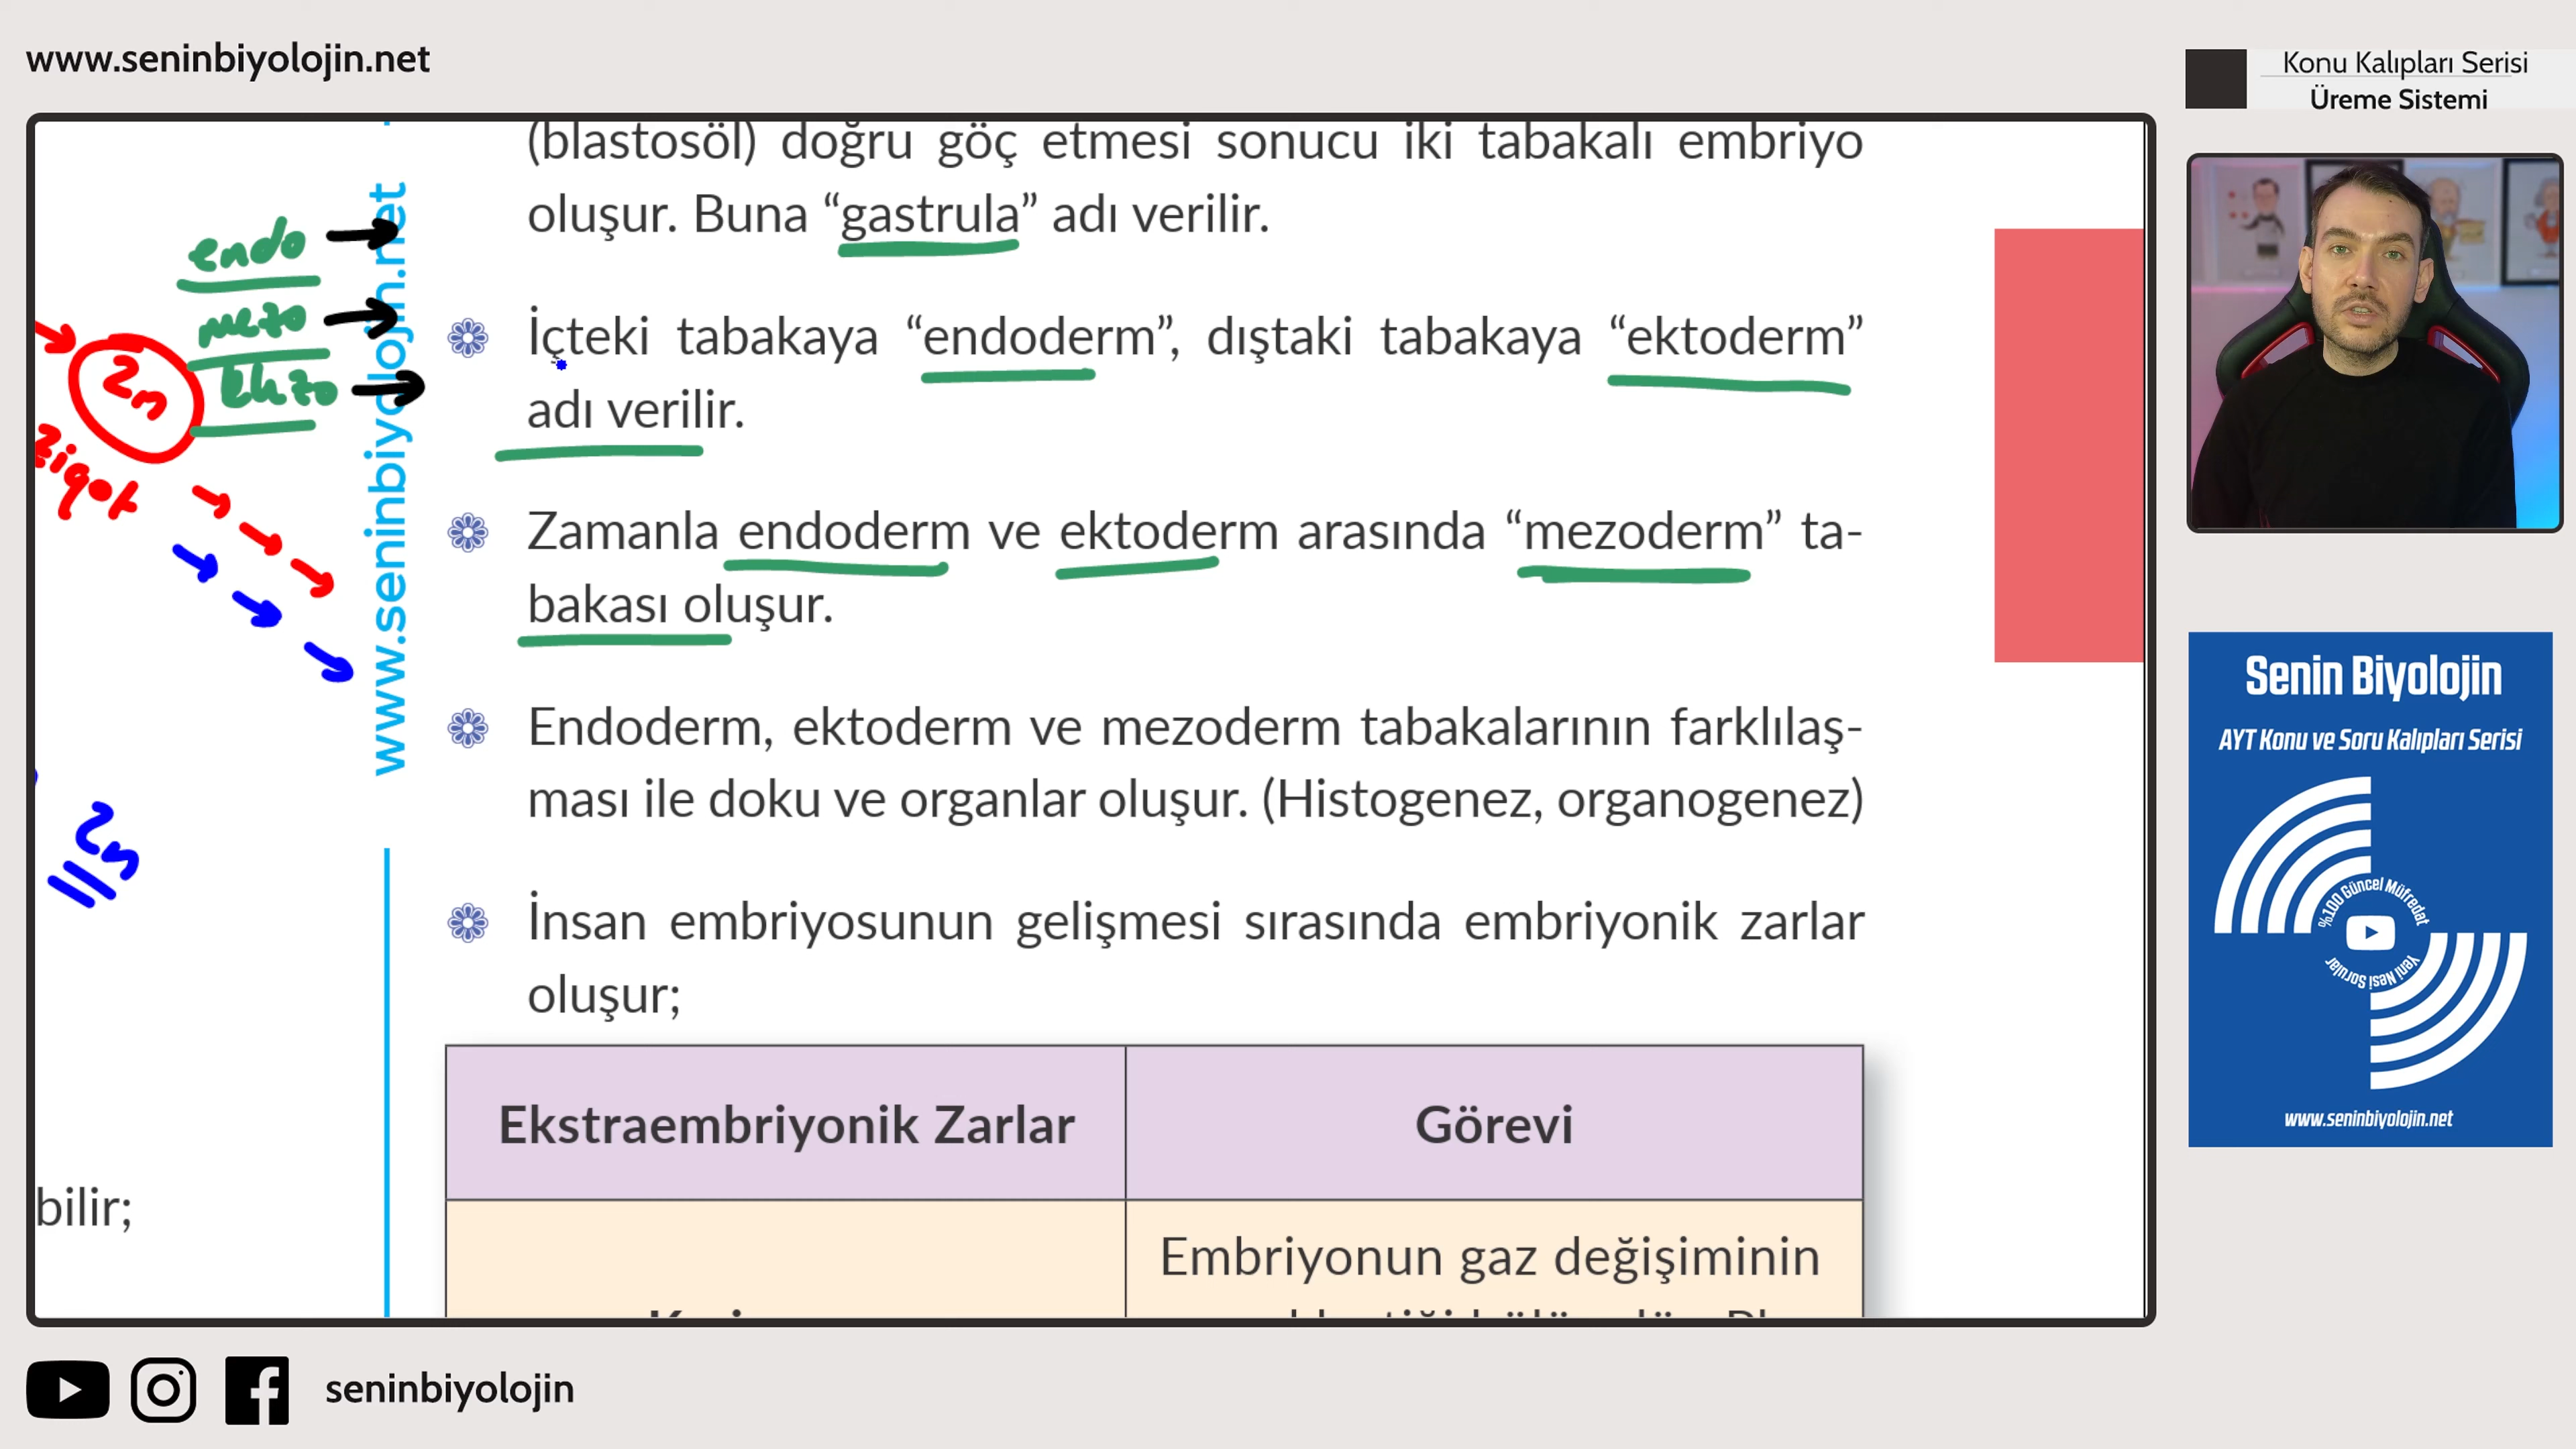 www.seninbiyolojin.net
Konu Kalıpları Serisi
Üreme Sistemi
(blastosöl) doğru göç etmesi sonucu iki tabakalı embriyo
oluşur. Buna “gastrula” adı verilir.
İçteki tabakaya “endoderm”, dıştaki tabakaya “ektoderm”
adı verilir.
Zamanla endoderm ve ektoderm arasında “mezoderm” ta-
bakası oluşur.
Endoderm, ektoderm ve mezoderm tabakalarının farklılaş-
ması ile doku ve organlar oluşur. (Histogenez, organogenez)
İnsan embriyosunun gelişmesi sırasında embriyonik zarlar
oluşur;
Ekstraembriyonik Zarlar
Görevi
Embriyonun gaz değişiminin
endo
mezo
2n
zigot
2n
www.seninbiyolojin.net
bilir;
Senin Biyolojin
AYT Konu ve Soru Kalıpları Serisi
%100 Güncel Müfredat
Yeni Nesil Sorular
www.seninbiyolojin.net
seninbiyolojin